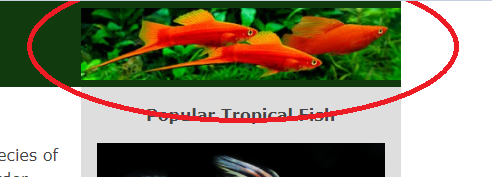 Popular Tropical Fish
ecies of